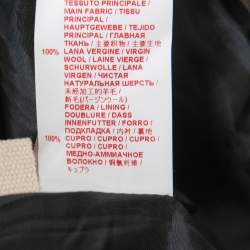 TESSUTO PRINCIPALE /
MAIN FABRIC / TISSU
PRINCIPAL /
HAUPTGEWEBE / TEJIDO
PRINCIPAL / ГЛАВНАЯ
ТКАНЬ / 主要織物 / 主要生地
100% LANA VERGINE / VIRGIN
WOOL / LAINE VIERGE /
SCHURWOLLE / LANA
VIRGEN / ЧИСТАЯ
НАТУРАЛЬНАЯ ШЕРСТЬ /
未经加工的羊毛 /
新毛(バージンウール)
FODERA / LINING /
DOUBLURE / DASS
INNENFUTTER / FORRO /
ПОДКЛАДКА / 内衬 / 裏地
100% CUPRO / CUPRO / CUPRO /
CUPRO / CUPRO /
МЕДНО-АММИАЧНОЕ
ВОЛОКНО / 铜氨纤维 /
キュプラ